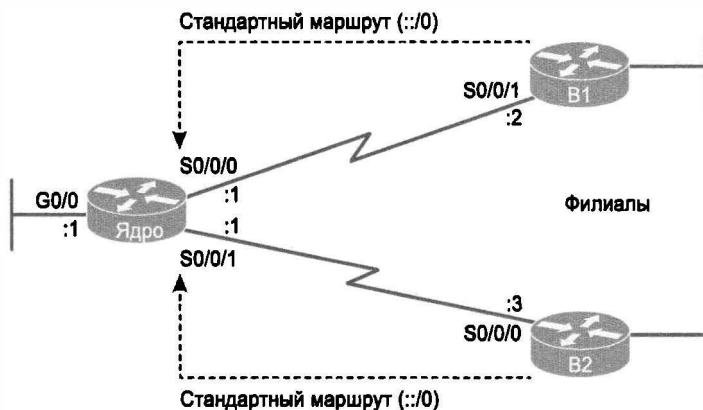 Стандартный маршрут (::/0)
S0/0/1
B1
:2
S0/0/0
G0/0
:1
:1
Ядро
:1
Филиалы
S0/0/1
:3
S0/0/0
B2
Стандартный маршрут (::/0)